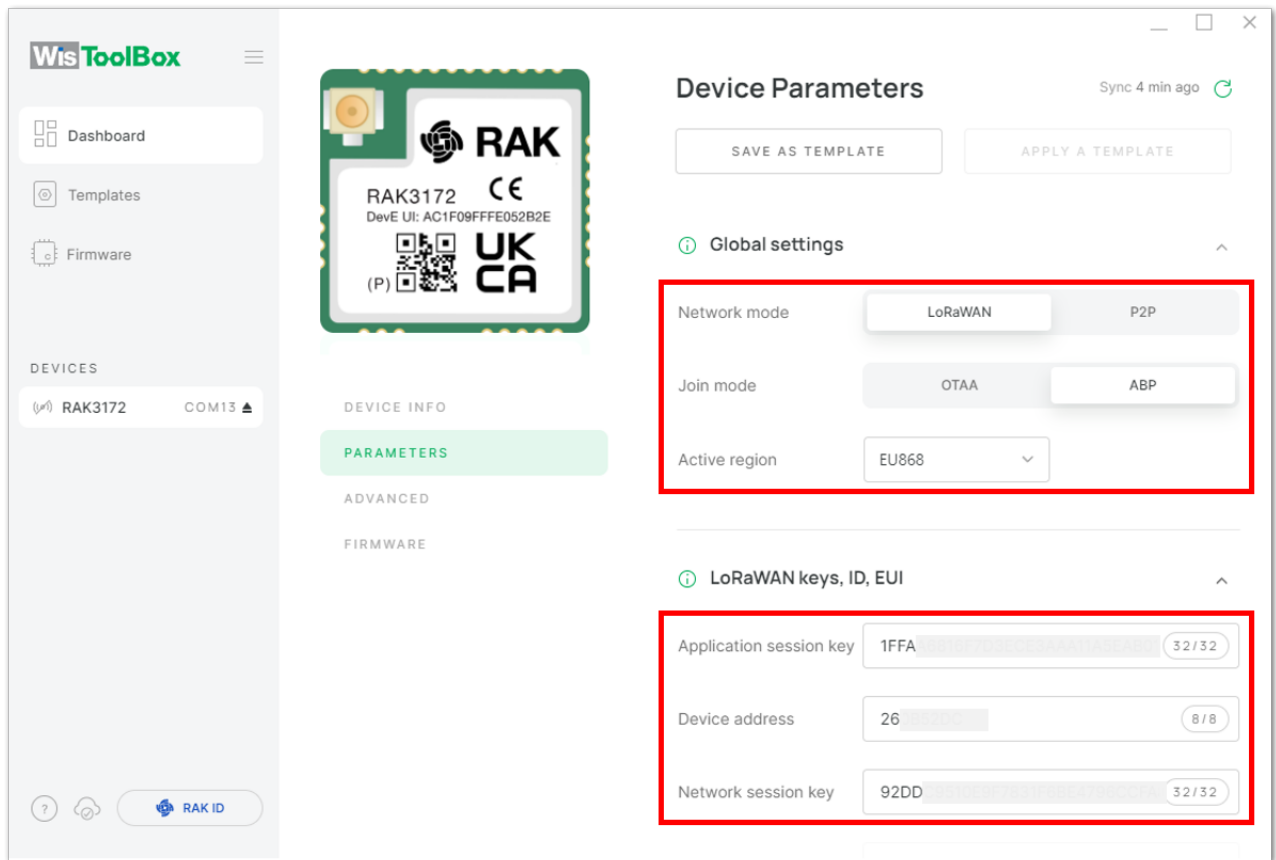 WisToolBox
Dashboard
Templates
Firmware
DEVICES
RAK3172 COM13
RAK ID
RAK
RAK3172 CE
DevE UI: AC1F09FFFE052B2E
(P) UK
CA
DEVICE INFO
PARAMETERS
ADVANCED
FIRMWARE
Device Parameters Sync 4 min ago
SAVE AS TEMPLATE APPLY A TEMPLATE
Global settings
Network mode LoRaWAN P2P
Join mode OTAA ABP
Active region EU868
LoRaWAN keys, ID, EUI
Application session key 1FFA 32/32
Device address 26 8/8
Network session key 92DD 32/32